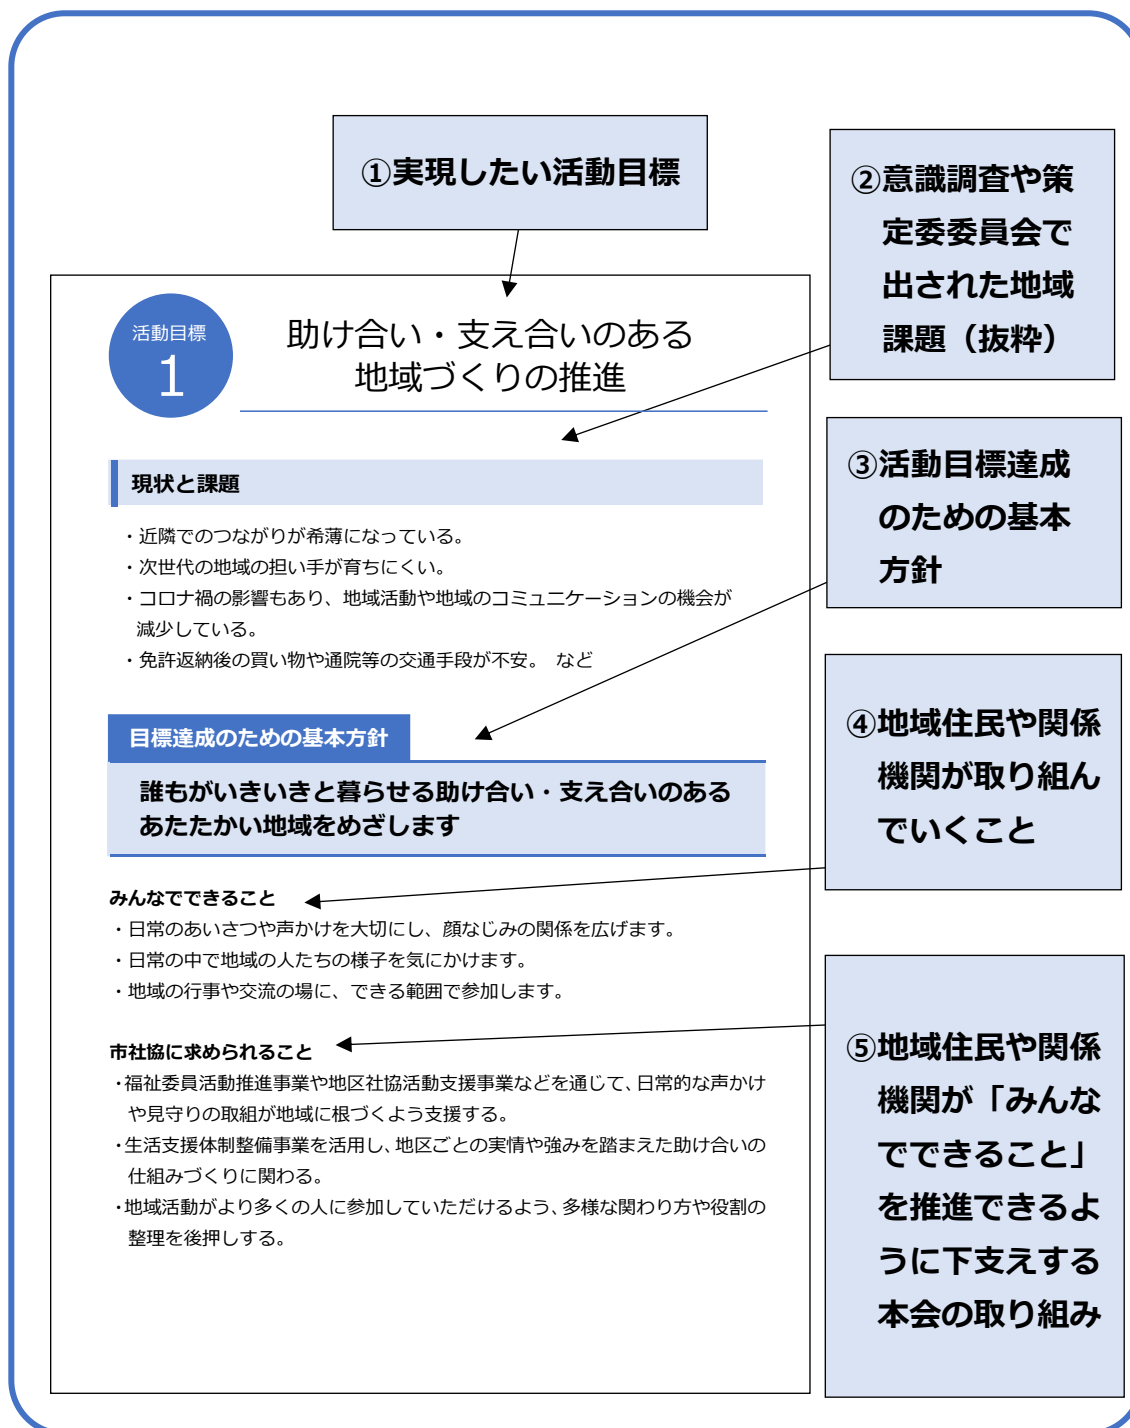 ①実現したい活動目標
②意識調査や策
定委委員会で
出された地域
課題（抜粋）
活動目標
1
助け合い・支え合いのある
地域づくりの推進
現状と課題
・近隣でのつながりが希薄になっている。
・次世代の地域の担い手が育ちにくい。
・コロナ禍の影響もあり、地域活動や地域のコミュニケーションの機会が
減少している。
・免許返納後の買い物や通院等の交通手段が不安。 など
③活動目標達成
のための基本
方針
目標達成のための基本方針
誰もがいきいきと暮らせる助け合い・支え合いのある
あたたかい地域をめざします
④地域住民や関係
機関が取り組ん
でいくこと
みんなでできること
・日常のあいさつや声かけを大切にし、顔なじみの関係を広げます。
・日常の中で地域の人たちの様子を気にかけます。
・地域の行事や交流の場に、できる範囲で参加します。
市社協に求められること
・福祉委員活動推進事業や地区社協活動支援事業などを通じて、日常的な声かけ
や見守りの取組が地域に根づくよう支援する。
・生活支援体制整備事業を活用し、地区ごとの実情や強みを踏まえた助け合いの
仕組みづくりに関わる。
・地域活動がより多くの人に参加していただけるよう、多様な関わり方や役割の
整理を後押しする。
⑤地域住民や関係
機関が「みんな
でできること」
を推進できるよ
うに下支えする
本会の取り組み